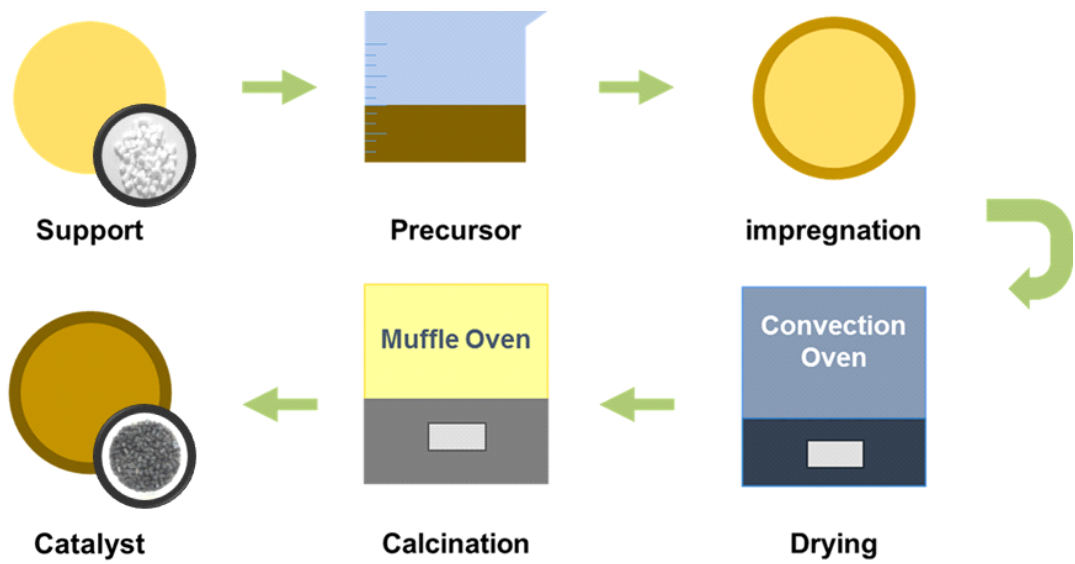 Support
Precursor
impregnation
Convection
Oven
Drying
Muffle Oven
Calcination
Catalyst